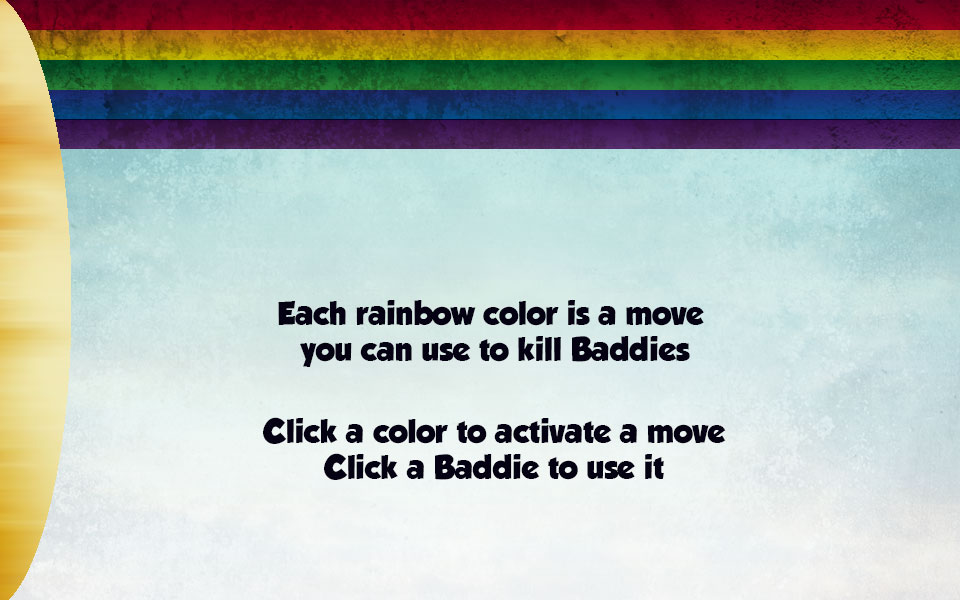 Each rainbow color is a move
you can use to kill Baddies
Click a color to activate a move
Click a Baddie to use it